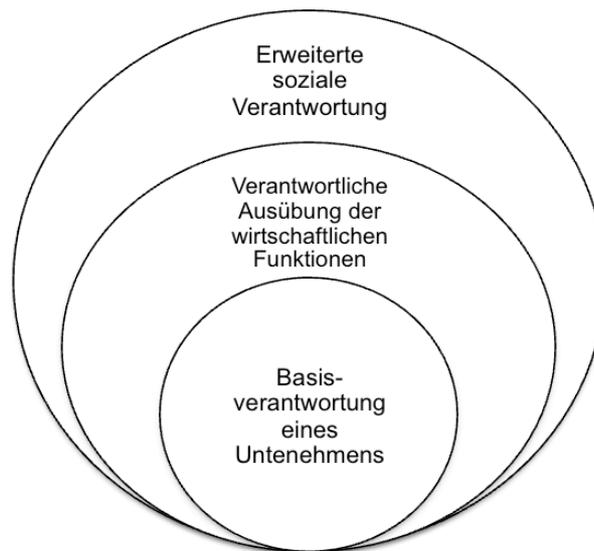 Erweiterte
soziale
Verantwortung
Verantwortliche
Ausübung der
wirtschaftlichen
Funktionen
Basis-
verantwortung
eines
Untenehmens